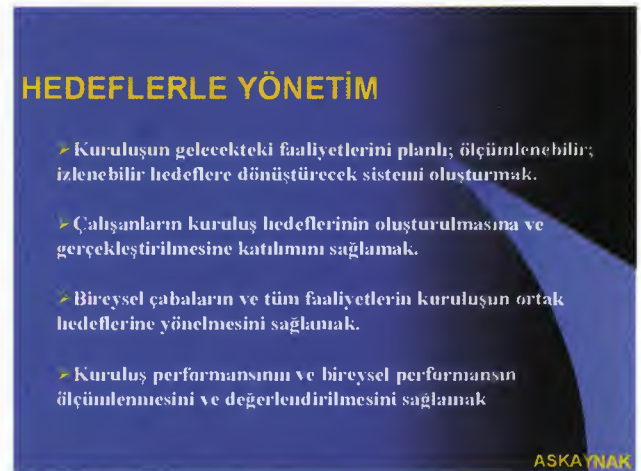 HEDEFLERLE YÖNETİM
➢Kuruluşun gelecekteki faaliyetlerini planlı; ölçümlenebilir;
izlenebilir hedeflere dönüştürecek sistemi oluşturmak.
➢Çalışanların kuruluş hedeflerinin oluşturulmasına ve
gerçekleştirilmesine katılımını sağlamak.
➢Bireysel çabaların ve tüm faaliyetlerin kuruluşun ortak
hedeflerine yönelmesini sağlamak.
➢Kuruluş performansının ve bireysel performansın
ölçümlenmesini ve değerlendirilmesini sağlamak
ASKAYNAK